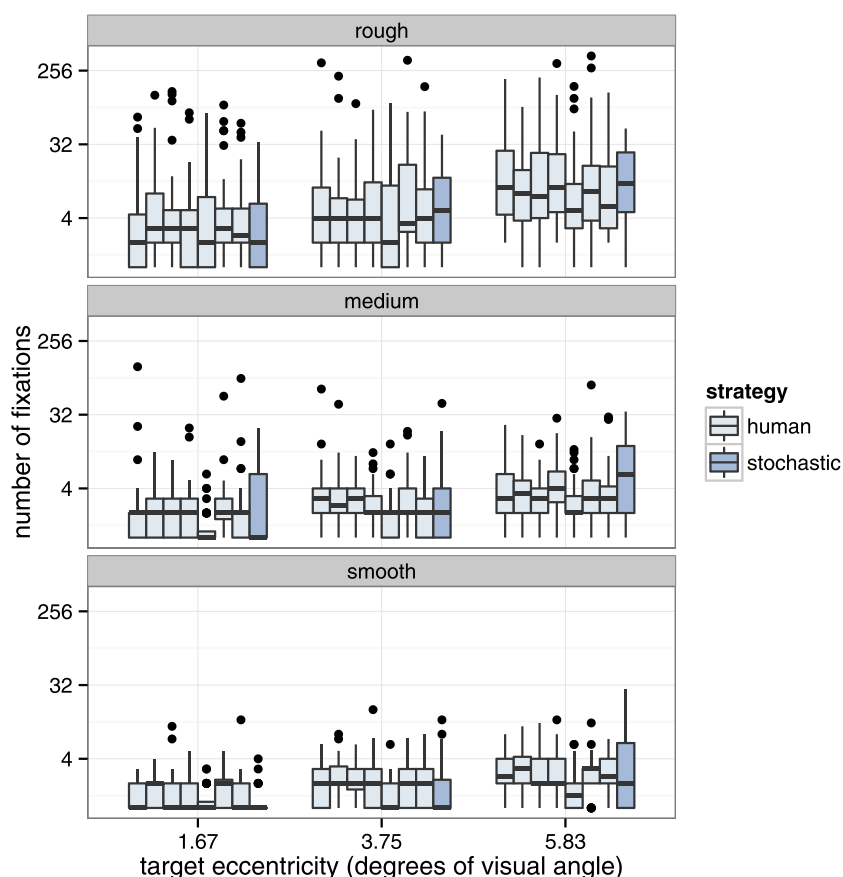 rough
256
32
4
medium
256
32
4
smooth
256
32
4
1.67 3.75 5.83
target eccentricity (degrees of visual angle)
number of fixations
strategy
human
stochastic